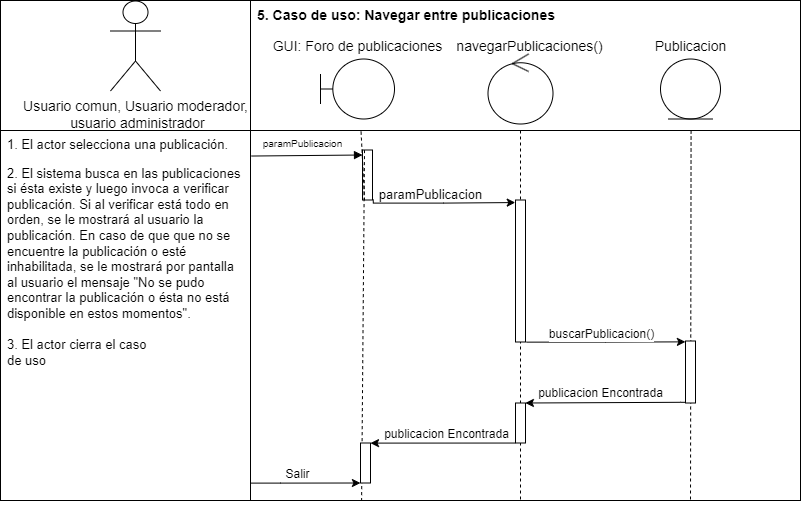 5. Caso de uso: Navegar entre publicaciones
GUI: Foro de publicaciones
navegarPublicaciones()
Publicacion
Usuario comun, Usuario moderador,
usuario administrador
1. El actor selecciona una publicación.
2. El sistema busca en las publicaciones
si ésta existe y luego invoca a verificar
publicación. Si al verificar está todo en
orden, se le mostrará al usuario la
publicación. En caso de que que no se
encuentre la publicación o esté
inhabilitada, se le mostrará por pantalla
al usuario el mensaje "No se pudo
encontrar la publicación o ésta no está
disponible en estos momentos".
3. El actor cierra el caso
de uso
paramPublicacion
paramPublicacion
buscarPublicacion()
publicacion Encontrada
publicacion Encontrada
Salir